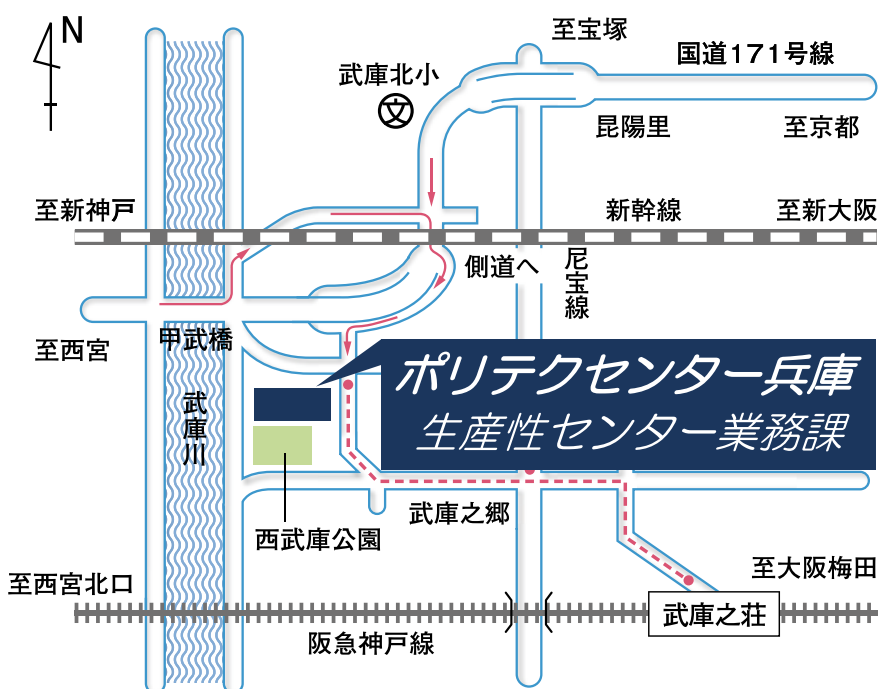 N
至宝塚
国道171号線
武庫北小
文
昆陽里
至京都
至新神戸
新幹線
至新大阪
側道へ
尼宝線
甲武橋
至西宮
ポリテクセンター兵庫
生産性センター業務課
武庫川
武庫之郷
西武庫公園
至大阪梅田
至西宮北口
武庫之荘
阪急神戸線